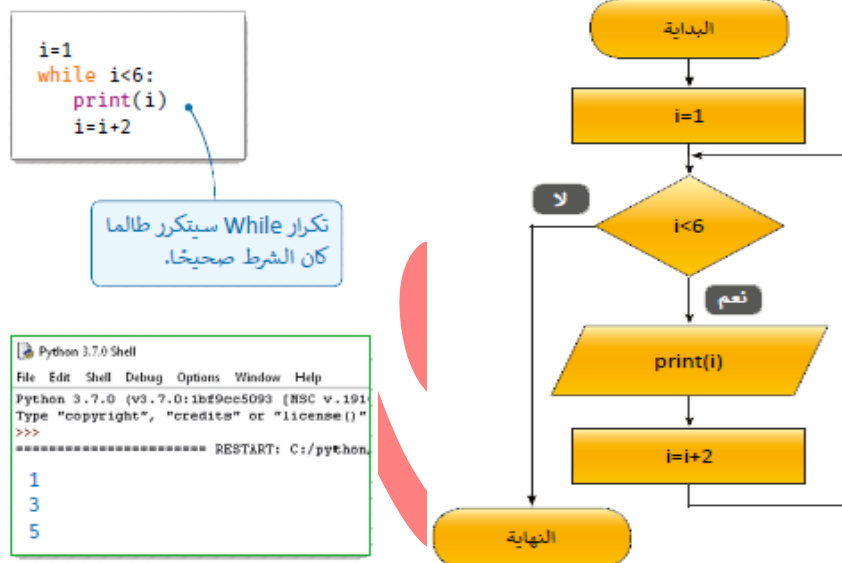 i=1
while i<6:
print(i)
i=i+2
تكرار While سيتكرر طالما
كان الشرط صحيحًا.
Python 3.7.0 Shell
File Edit Shell Debug Options Window Help
Python 3.7.0 (v3.7.0:1bf9cc5093 [MSC v.191
Type "copyright", "credits" or "license()"
>>>
======================== RESTART: C:/python
1
3
5
البداية
i=1
i<6
لا
نعم
print(i)
i=i+2
النهاية